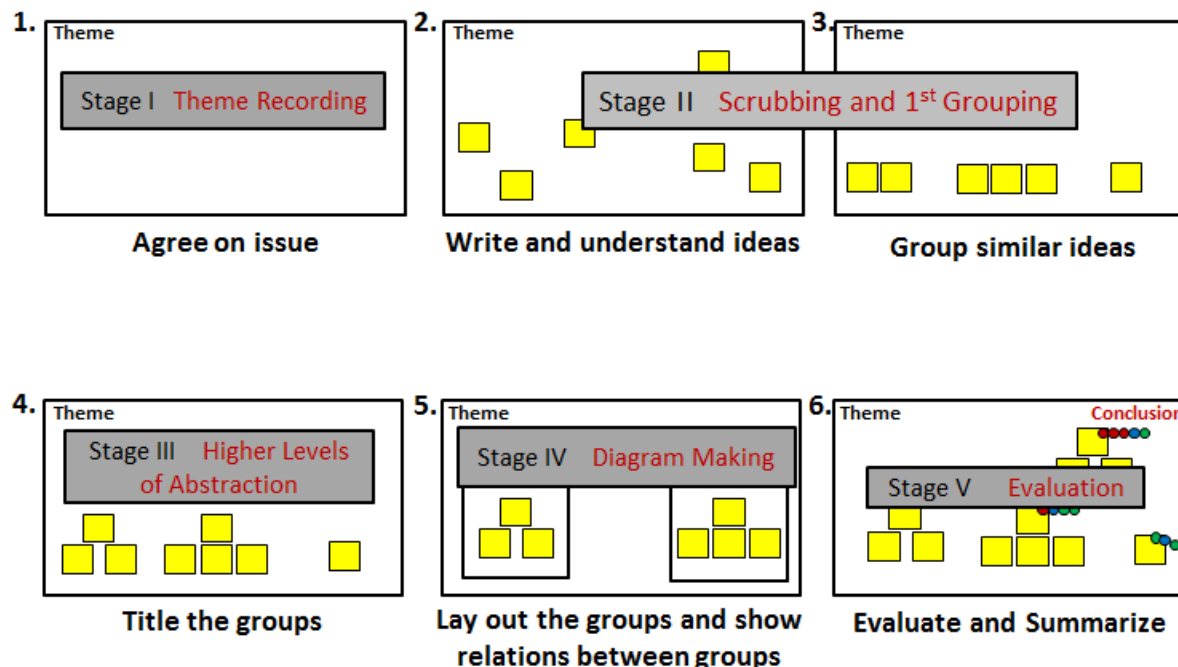 1.
Theme
Stage I Theme Recording
Agree on issue
2.
Theme
Stage II Scrubbing and 1st Grouping
Write and understand ideas
3.
Theme
Group similar ideas
4.
Theme
Stage III Higher Levels
of Abstraction
Title the groups
5.
Theme
Stage IV Diagram Making
Lay out the groups and show
relations between groups
6.
Theme
Conclusion
Stage V Evaluation
Evaluate and Summarize